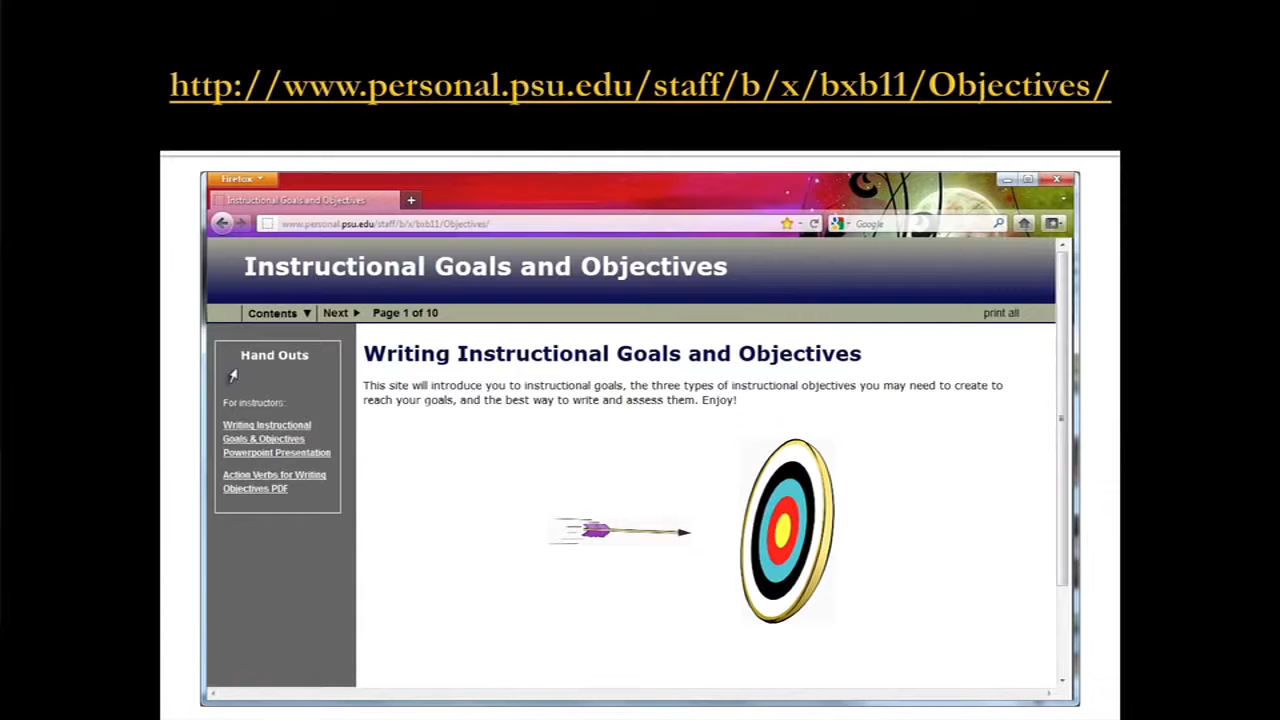 http://www.personal.psu.edu/staff/b/x/bxb11/Objectives/
Firefox
Instructional Goals and Objectives
www.personal.psu.edu/staff/b/x/bxb11/Objectives/
Google
Instructional Goals and Objectives
Contents ▼ Next ▶ Page 1 of 10 print all
Hand Outs
For instructors:
Writing Instructional
Goals & Objectives
Powerpoint Presentation
Action Verbs for Writing
Objectives PDF
Writing Instructional Goals and Objectives
This site will introduce you to instructional goals, the three types of instructional objectives you may need to create to
reach your goals, and the best way to write and assess them. Enjoy!